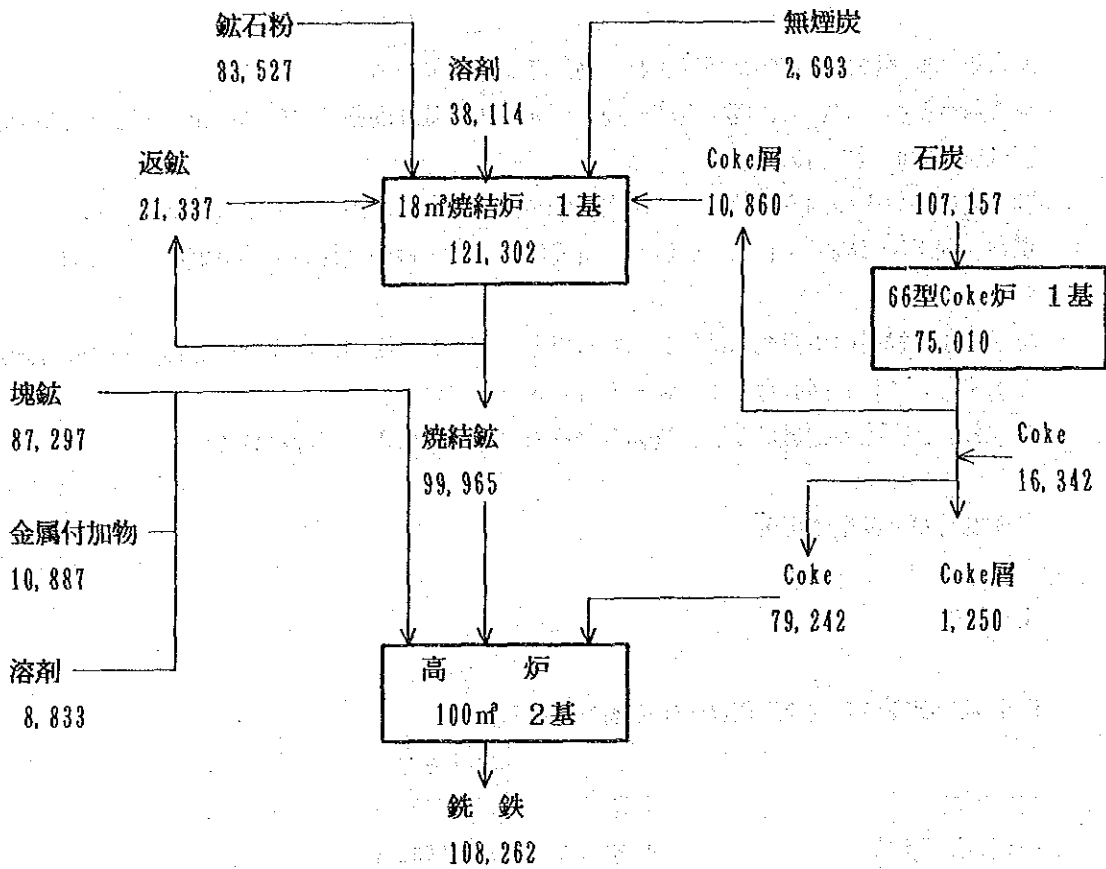 鉱石粉
83,527
無煙炭
2,693
溶剤
38,114
返鉱
21,337
Coke屑
10,860
石炭
107,157
18㎡焼結炉 1基
121,302
66型Coke炉 1基
75,010
塊鉱
87,297
焼結鉱
99,965
Coke
16,342
金属付加物
10,887
Coke
79,242
Coke屑
1,250
溶剤
8,833
高 炉
100㎥ 2基
銑 鉄
108,262